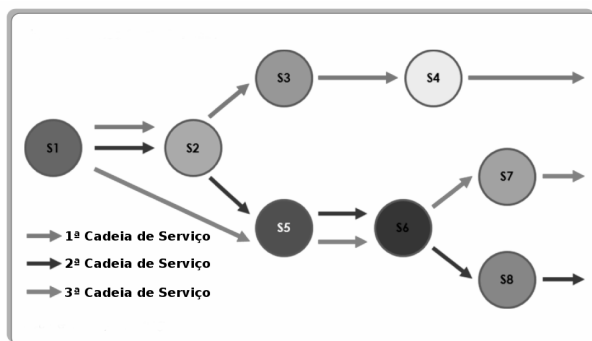 S3
S4
S1
S2
S7
S5
S6
1ª Cadeia de Serviço
2ª Cadeia de Serviço
S8
3ª Cadeia de Serviço